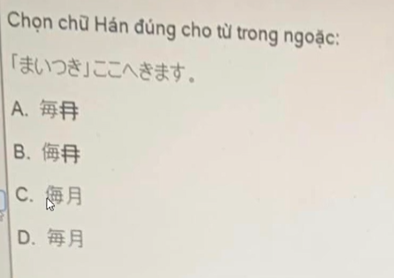 Chọn chữ Hán đúng cho từ trong ngoặc:
「まいつき」ここへきます。
A. 毎冄
B. 侮冄
C. 侮月
D. 毎月